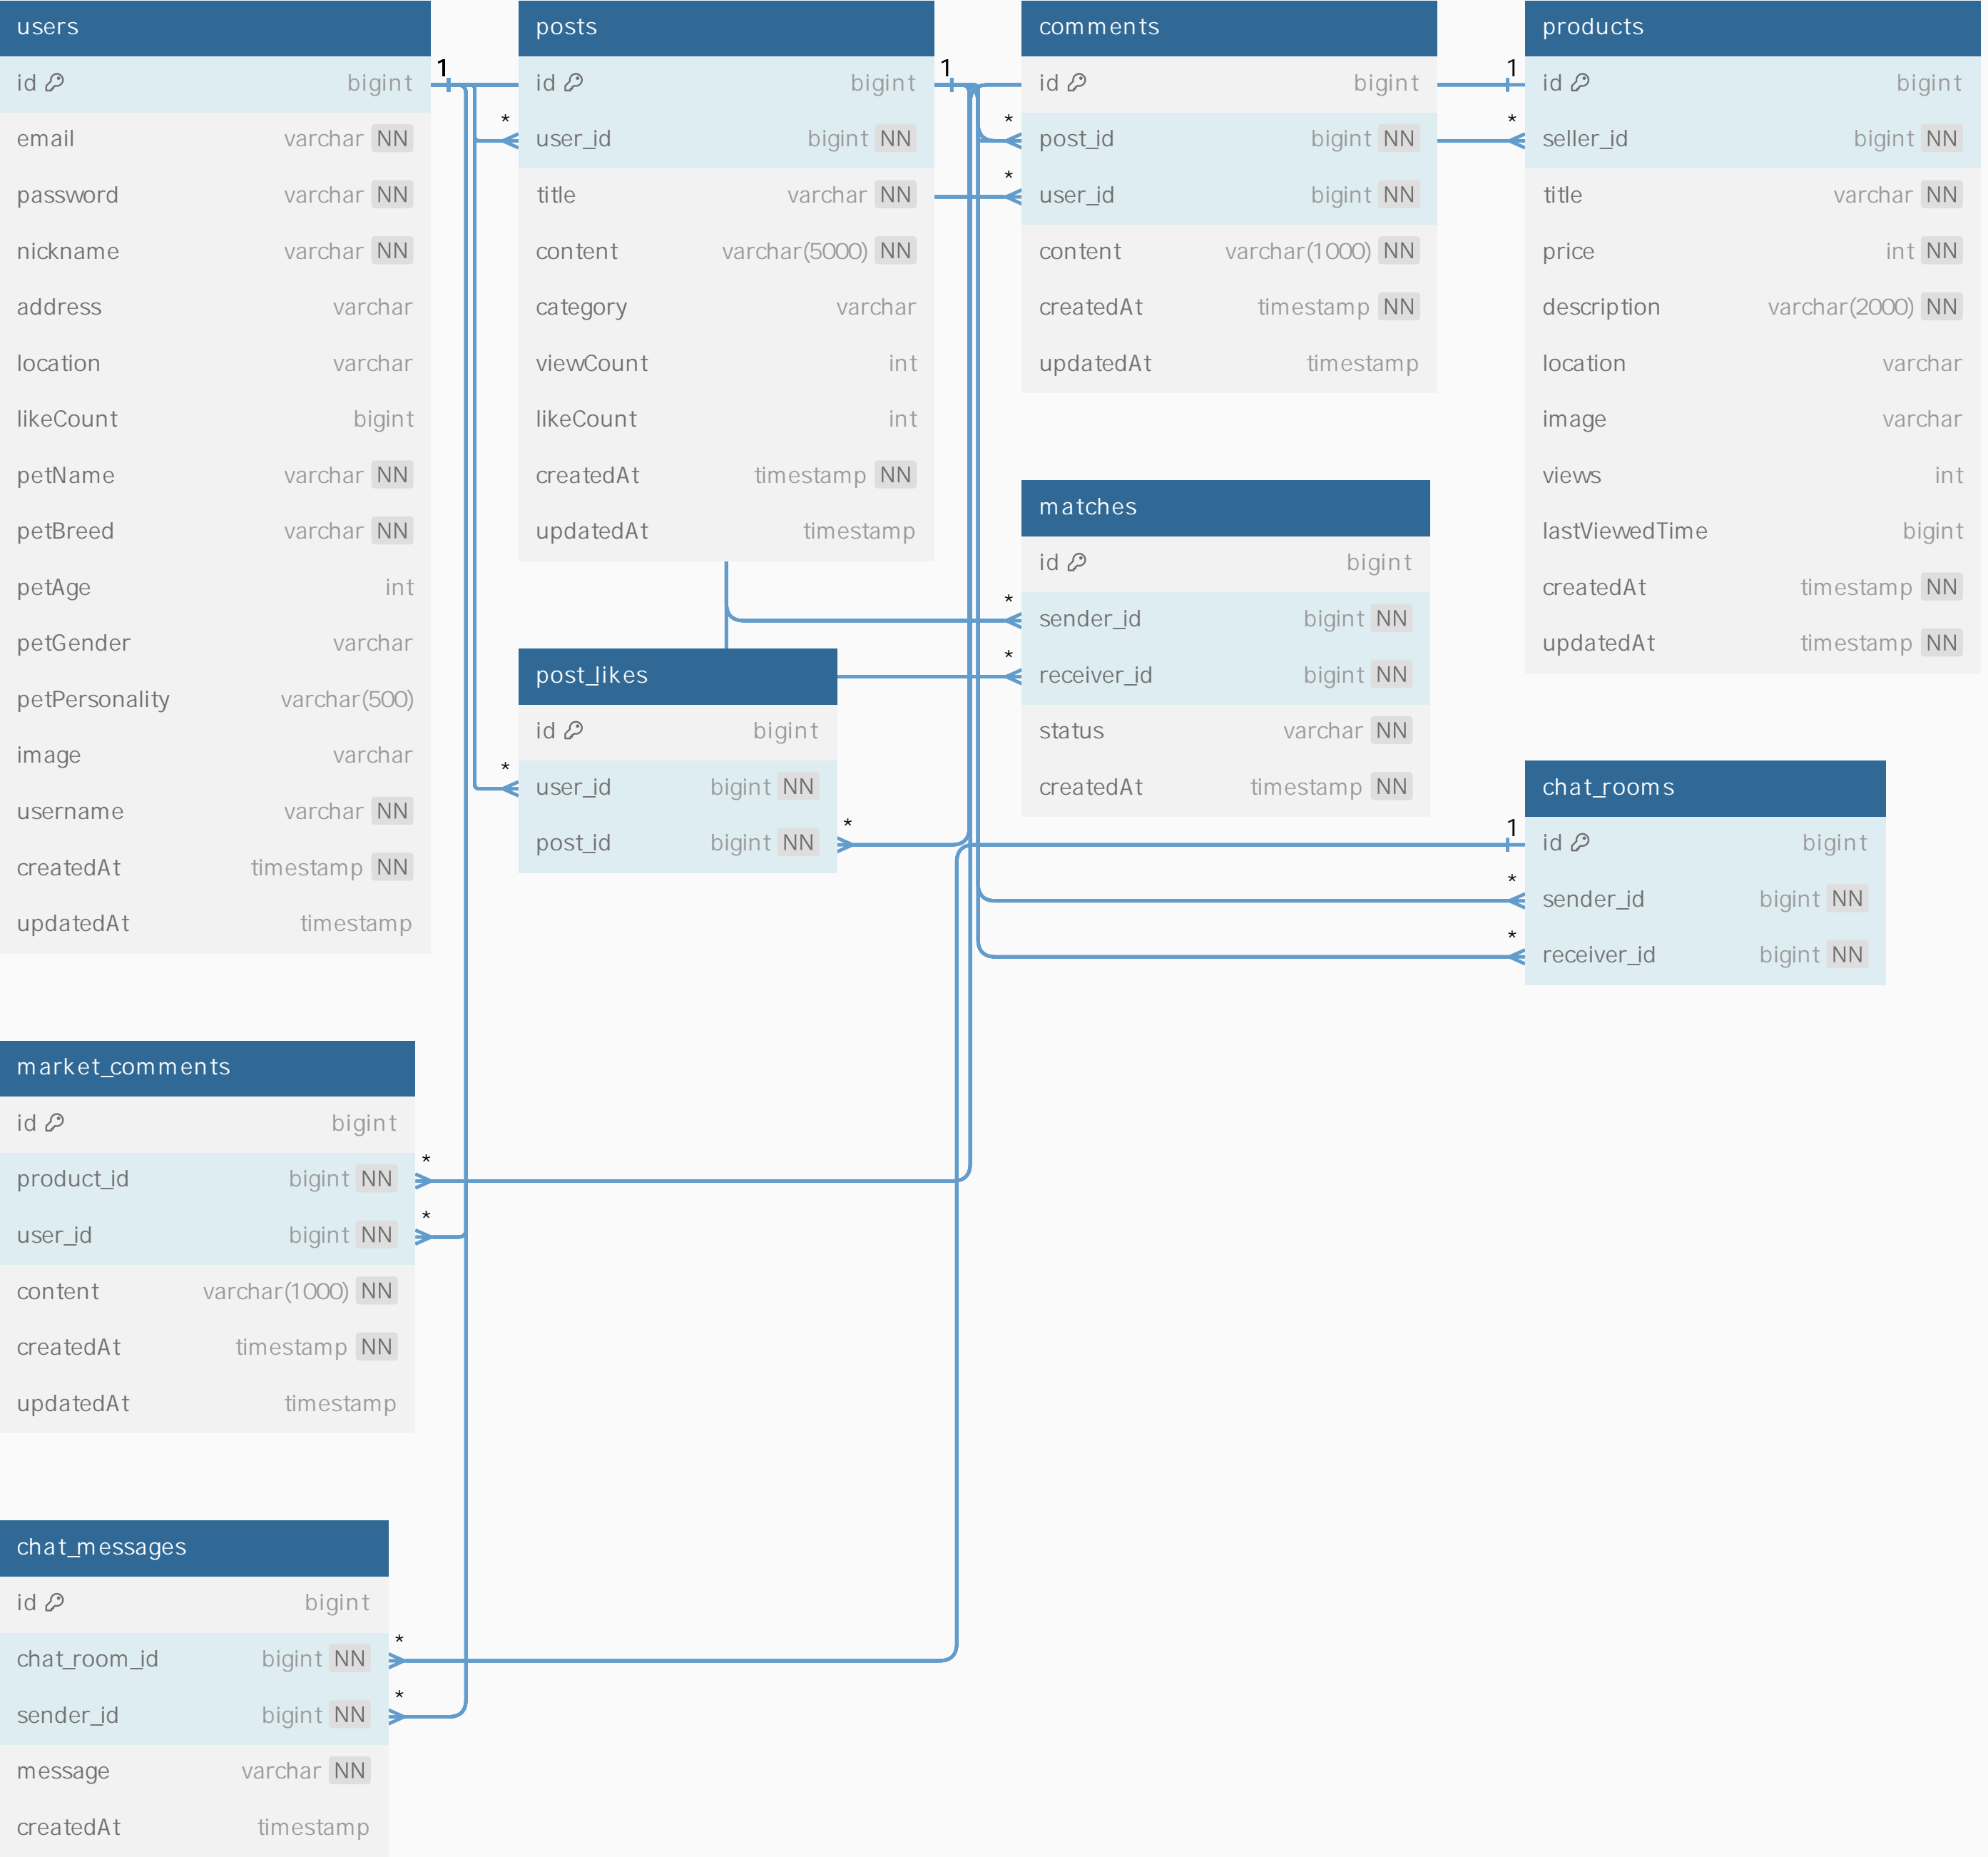 users
id bigint
email varchar NN
password varchar NN
nickname varchar NN
address varchar
location varchar
likeCount bigint
petName varchar NN
petBreed varchar NN
petAge int
petGender varchar
petPersonality varchar(500)
image varchar
username varchar NN
createdAt timestamp NN
updatedAt timestamp
1
posts
id bigint
*
user_id bigint NN
title varchar NN
content varchar(5000) NN
category varchar
viewCount int
likeCount int
createdAt timestamp NN
updatedAt timestamp
1
comments
id bigint
*
post_id bigint NN
*
user_id bigint NN
content varchar(1000) NN
createdAt timestamp NN
updatedAt timestamp
products
1
id bigint
*
seller_id bigint NN
title varchar NN
price int NN
description varchar(2000) NN
location varchar
image varchar
views int
lastViewedTime bigint
createdAt timestamp NN
updatedAt timestamp NN
matches
id bigint
*
sender_id bigint NN
*
receiver_id bigint NN
status varchar NN
createdAt timestamp NN
post_likes
id bigint
*
user_id bigint NN
*
post_id bigint NN
chat_rooms
1
id bigint
*
sender_id bigint NN
*
receiver_id bigint NN
market_comments
id bigint
*
product_id bigint NN
*
user_id bigint NN
content varchar(1000) NN
createdAt timestamp NN
updatedAt timestamp
chat_messages
id bigint
*
chat_room_id bigint NN
*
sender_id bigint NN
message varchar NN
createdAt timestamp